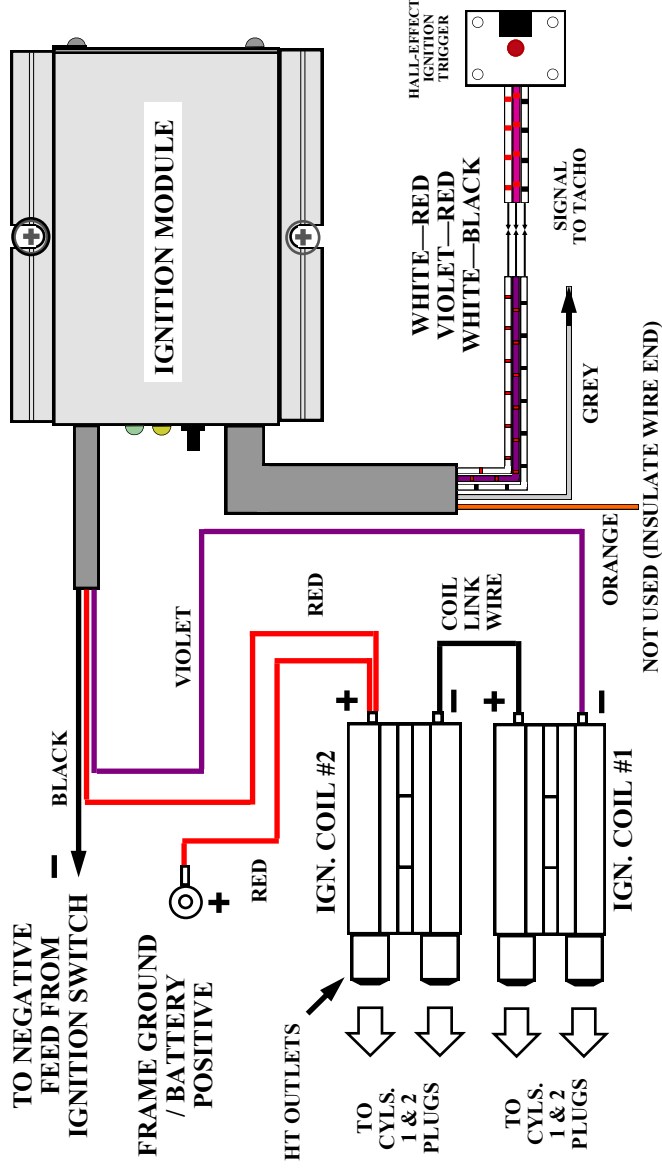 HALL-EFFECT
IGNITION
TRIGGER
IGNITION MODULE
WHITE—RED
VIOLET—RED
WHITE—BLACK
SIGNAL
TO TACHO
GREY
ORANGE
NOT USED (INSULATE WIRE END)
BLACK
VIOLET
RED
COIL
LINK
WIRE
RED
TO NEGATIVE
FEED FROM
IGNITION SWITCH
–
FRAME GROUND
/ BATTERY
POSITIVE
+
IGN. COIL #2
+
–
IGN. COIL #1
+
–
HT OUTLETS
TO
CYLS.
1 & 2
PLUGS
TO
CYLS.
1 & 2
PLUGS